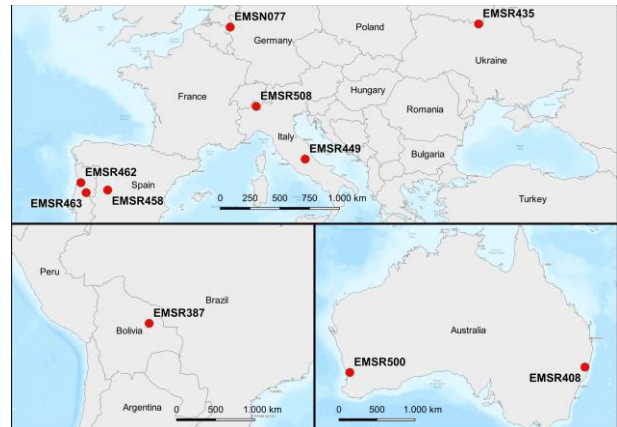 EMSN077
EMSR435
Poland
Germany
Ukraine
France
EMSR508
Hungary
Romania
Italy
EMSR449
Bulgaria
EMSR462
Spain
EMSR463
EMSR458
Turkey
0 250 500 750 1.000 km
Peru
Brazil
EMSR387
Bolivia
Argentina
0 500 1.000 km
Australia
EMSR500
EMSR408
0 500 1.000 km